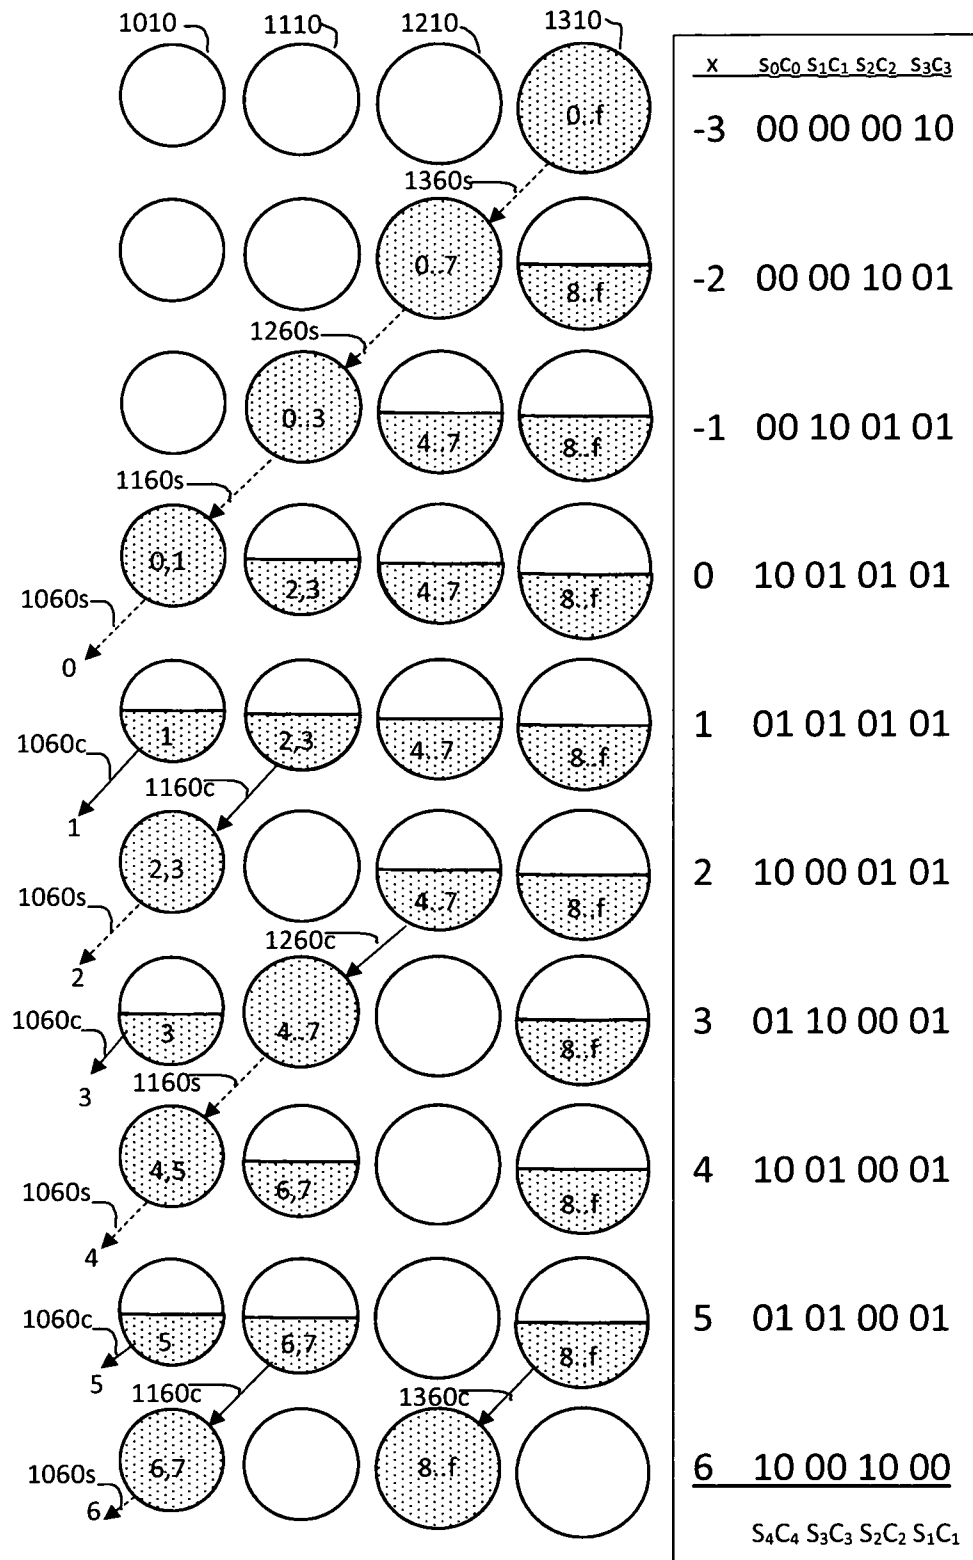 1010 1110 1210 1310
x S₀C₀ S₁C₁ S₂C₂ S₃C₃
0..f
-3 00 00 00 10
1360s
0..7 8..f
-2 00 00 10 01
1260s
0..3 4..7 8..f
-1 00 10 01 01
1160s
0,1 2,3 4..7 8..f
0 10 01 01 01
1060s
0
1 2,3 4..7 8..f
1 01 01 01 01
1060c
1160c
1
2,3 4..7 8..f
2 10 00 01 01
1060s
1260c
2
3 4..7 8..f
3 01 10 00 01
1060c
1160s
3
4,5 6,7 8..f
4 10 01 00 01
1060s
4
5 6,7 8..f
5 01 01 00 01
1060c
5
1160c 1360c
6,7 8..f
6 10 00 10 00
1060s
6
S₄C₄ S₃C₃ S₂C₂ S₁C₁